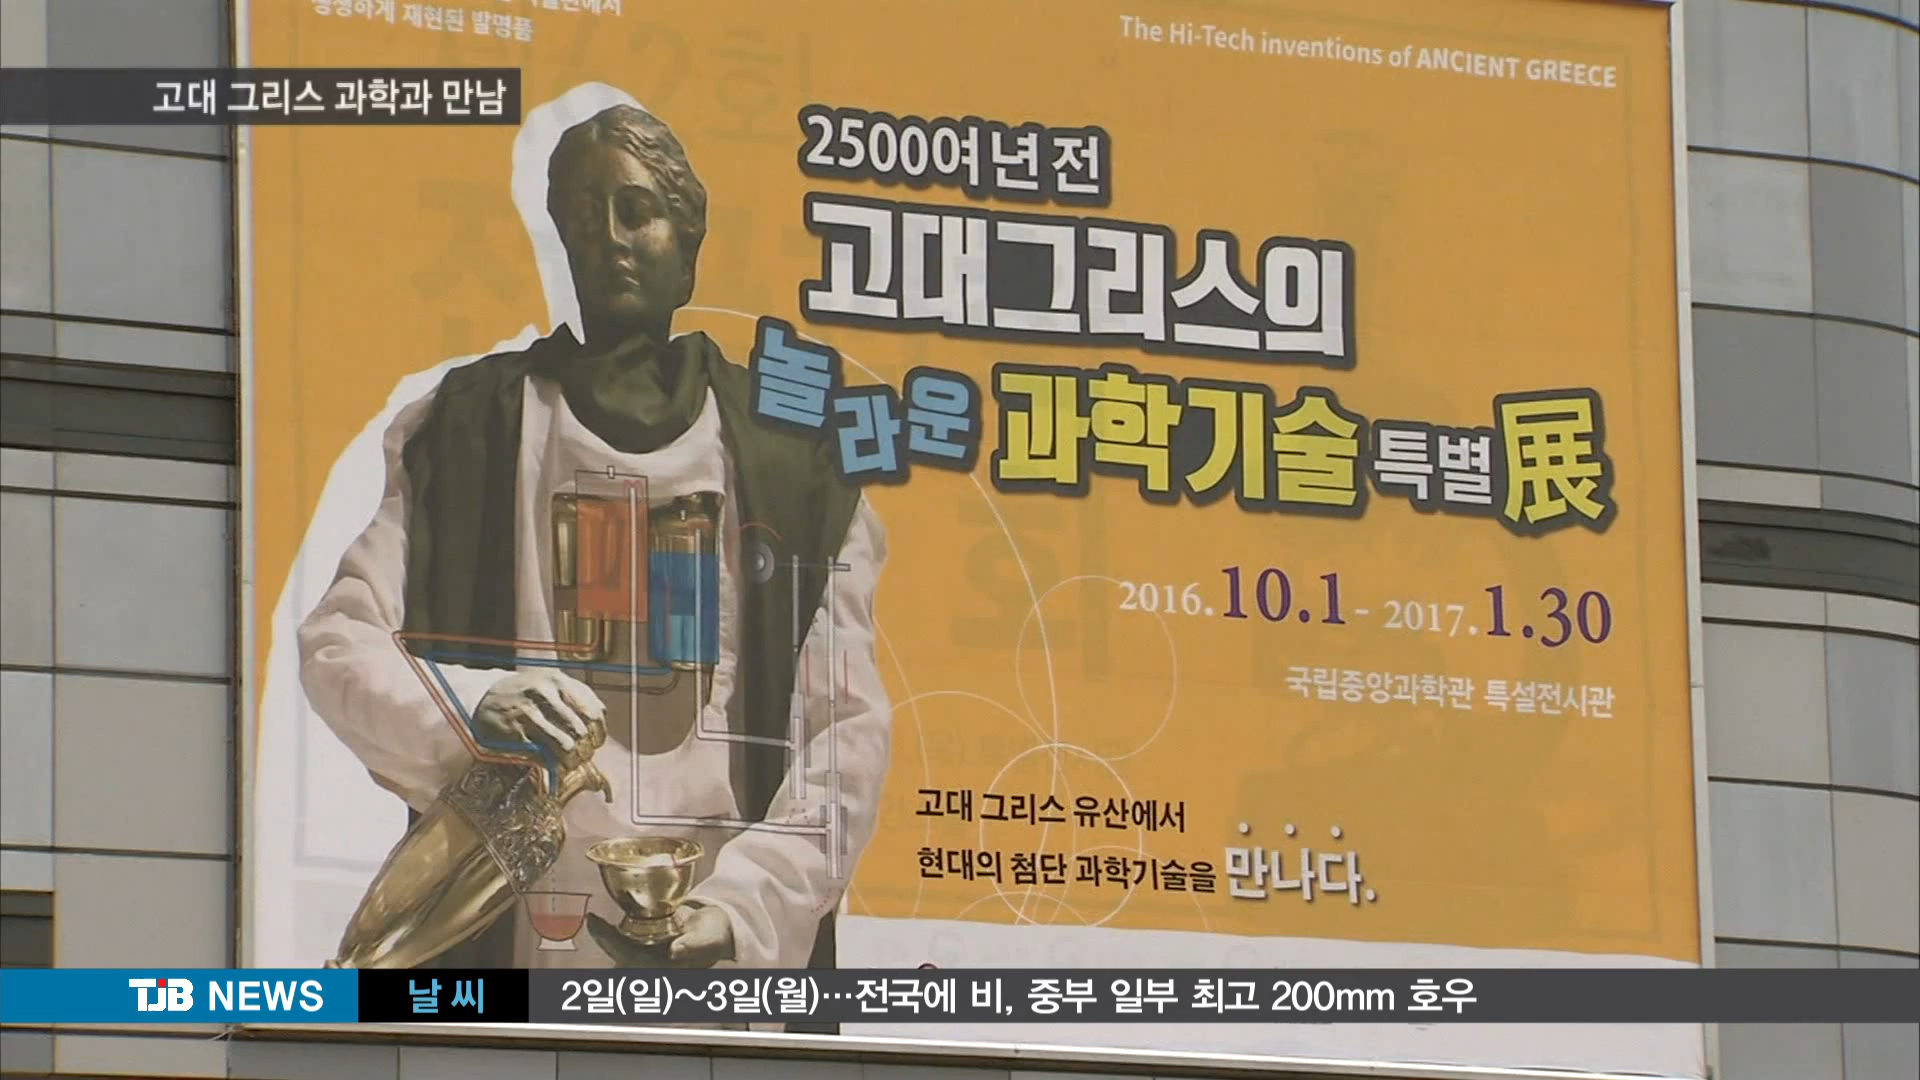 생생하게 재현된 발명품
The Hi-Tech inventions of ANCIENT GREECE
고대 그리스 과학과 만남
2500여 년 전
고대그리스의
놀라운 과학기술 특별展
2016.10.1 - 2017.1.30
국립중앙과학관 특설전시관
고대 그리스 유산에서
현대의 첨단 과학기술을 만나다.
TJB NEWS 날씨 2일(일)~3일(월)…전국에 비, 중부 일부 최고 200mm 호우